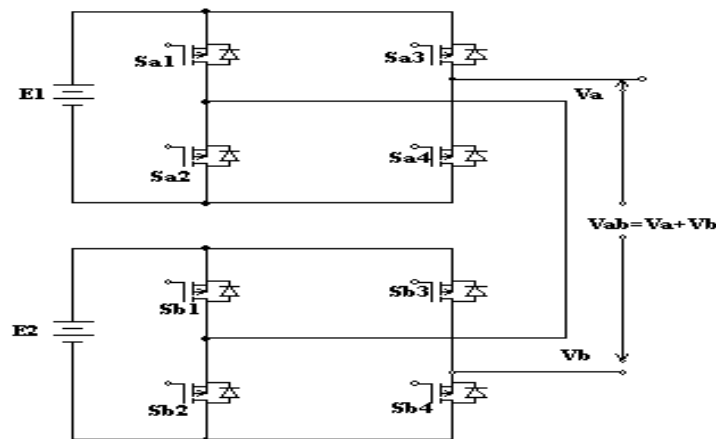 Sa1
Sa3
E1
Va
Sa2
Sa4
Vab=Va+Vb
Sb1
Sb3
E2
Vb
Sb2
Sb4